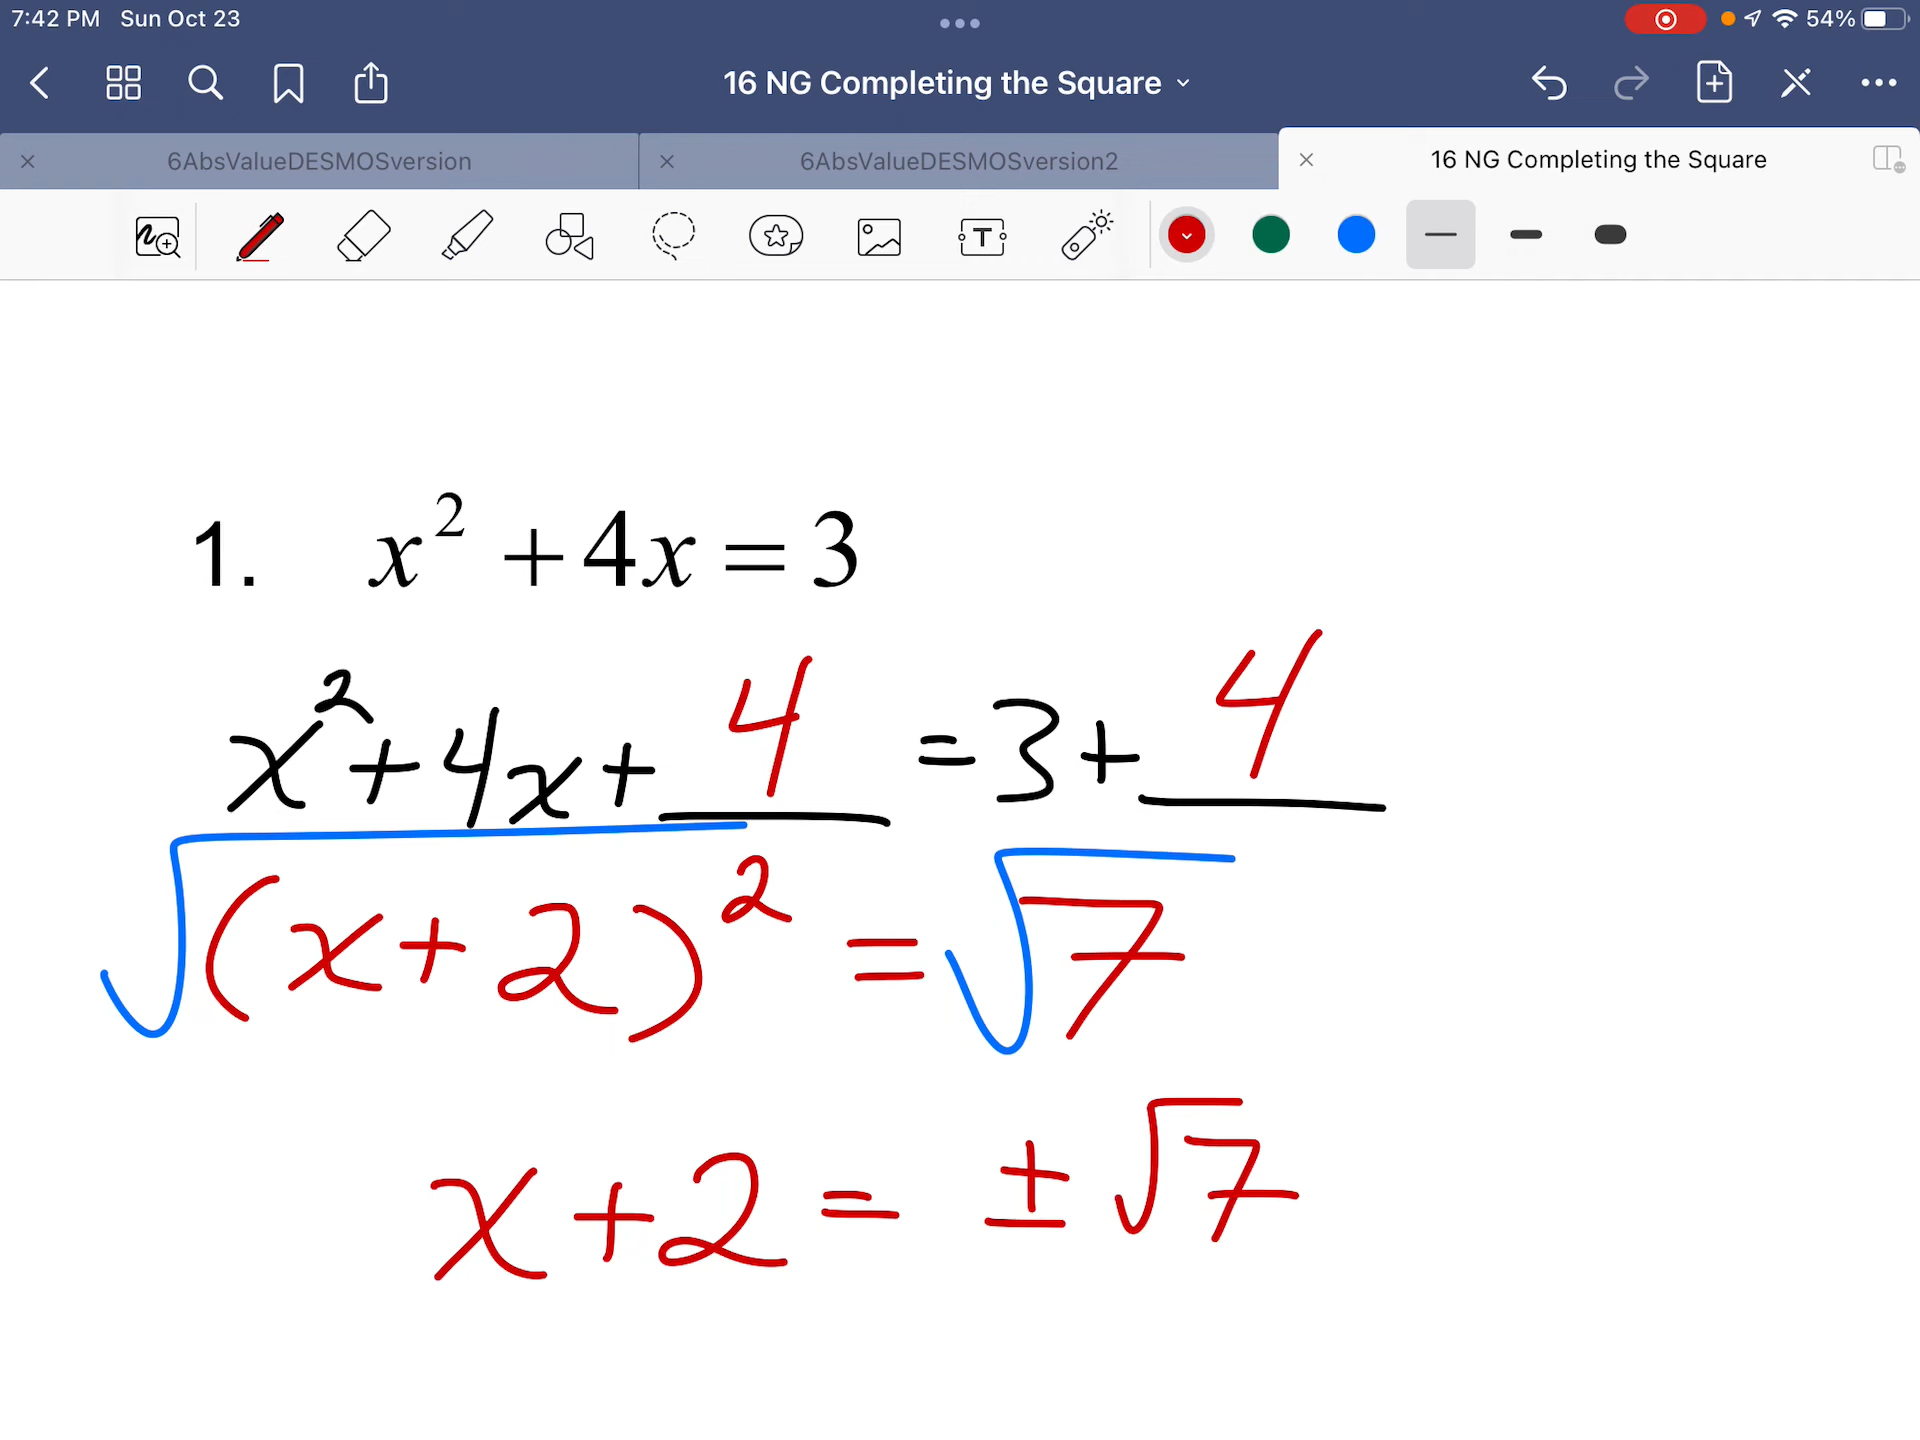 7:42 PM Sun Oct 23 54%
16 NG Completing the Square
6AbsValueDESMOSversion 6AbsValueDESMOSversion2 16 NG Completing the Square
T
1. x² + 4x = 3
x² + 4x + 4 = 3 + 4
√(x + 2)² = √7
x + 2 = ± √7